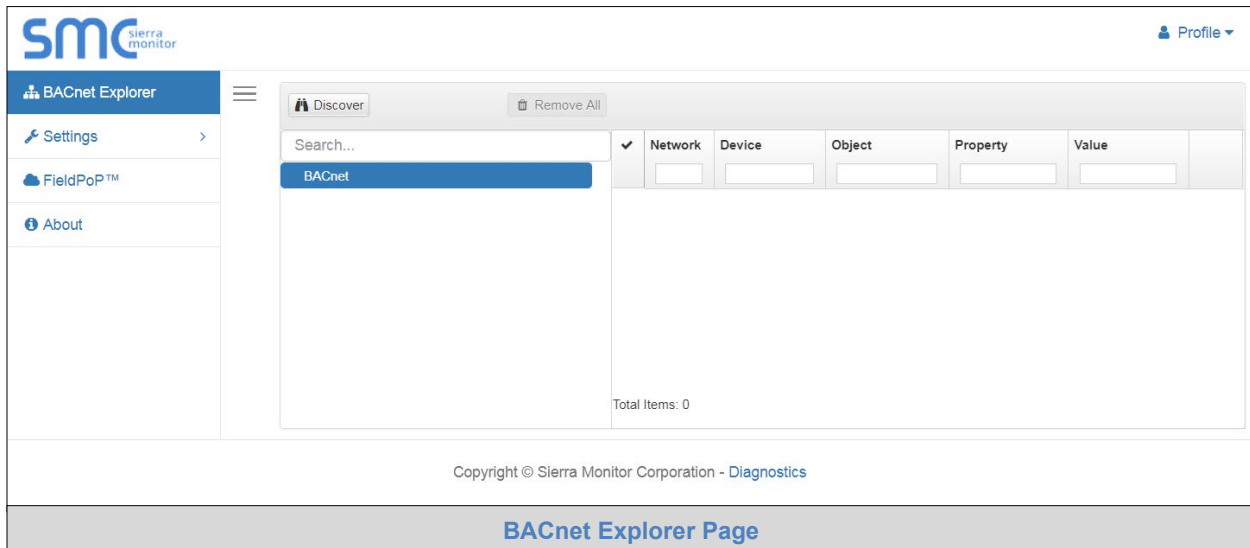 SMC sierra monitor
Profile
BACnet Explorer
Settings
FieldPoP™
About
Discover
Remove All
Search...
BACnet
Network Device Object Property Value
Total Items: 0
Copyright © Sierra Monitor Corporation - Diagnostics
BACnet Explorer Page